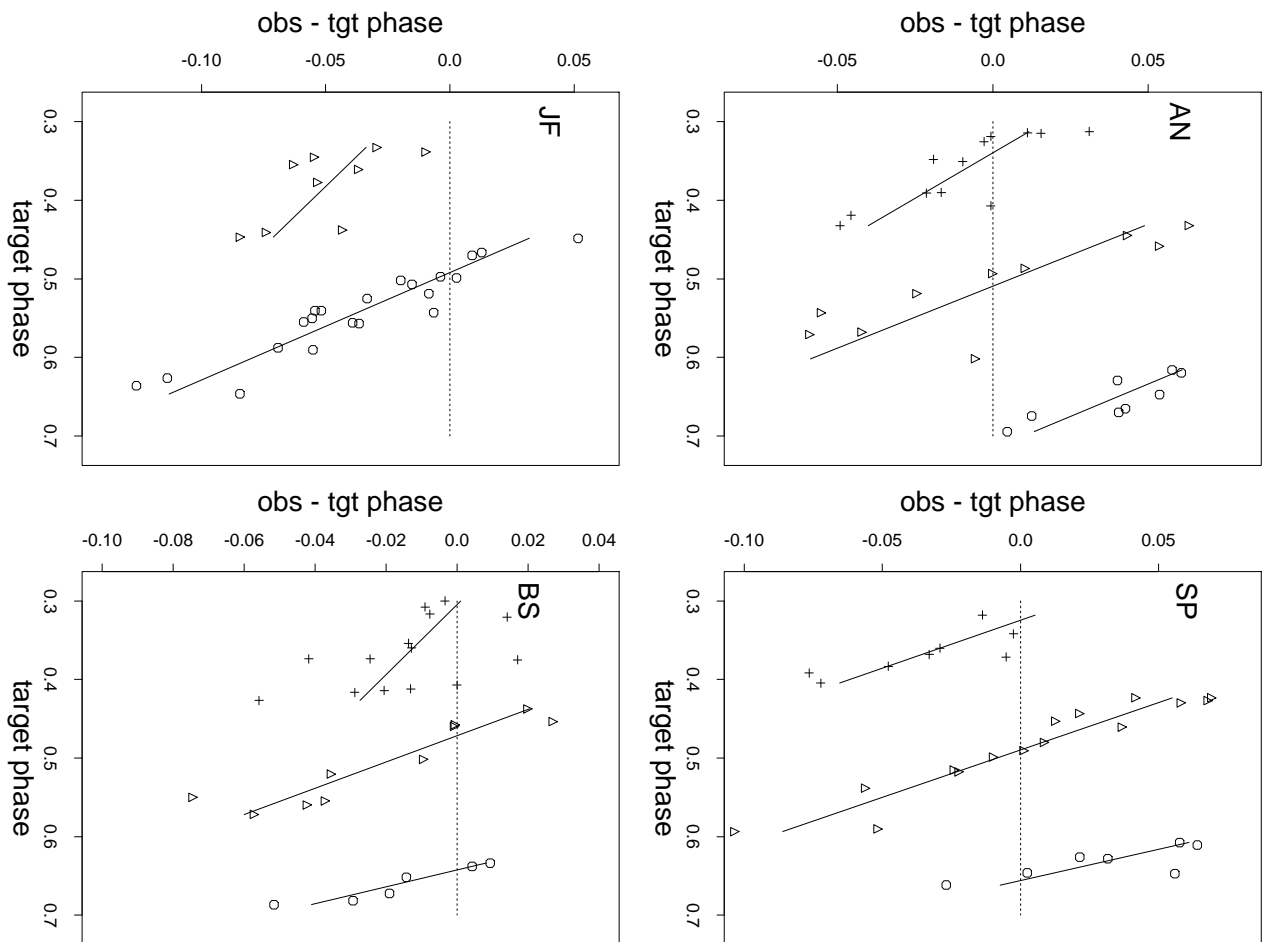 obs - tgt phase
-0.10 -0.05 0.0 0.05
JF
0.3 0.4 0.5 0.6 0.7
target phase
obs - tgt phase
-0.05 0.0 0.05
AN
0.3 0.4 0.5 0.6 0.7
target phase
obs - tgt phase
-0.10 -0.08 -0.06 -0.04 -0.02 0.0 0.02 0.04
BS
0.3 0.4 0.5 0.6 0.7
target phase
obs - tgt phase
-0.10 -0.05 0.0 0.05
SP
0.3 0.4 0.5 0.6 0.7
target phase